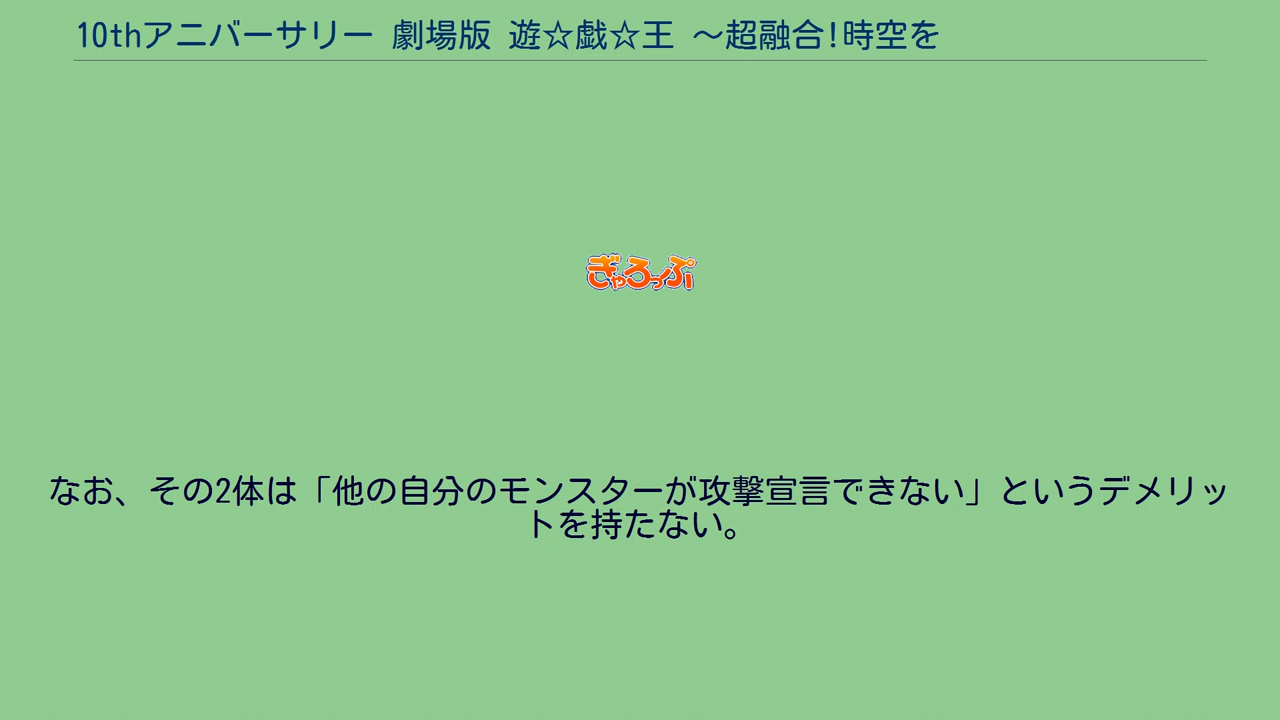 10thアニバーサリー 劇場版 遊☆戯☆王 ～超融合!時空を
ぎゃろっぷ
なお、その2体は「他の自分のモンスターが攻撃宣言できない」というデメリッ
トを持たない。